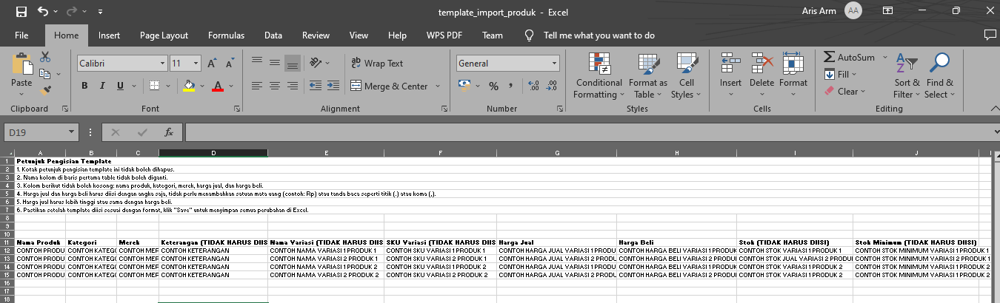 template_import_produk - Excel
Aris Arm AA
File Home Insert Page Layout Formulas Data Review View Help WPS PDF Team Tell me what you want to do
Paste
Clipboard
Calibri 11
B I U
Font
Wrap Text
Merge & Center
Alignment
General
% ,
Number
Conditional Formatting
Format as Table
Cell Styles
Styles
Insert Delete Format
Cells
AutoSum
Fill
Clear
Sort & Filter
Find & Select
Editing
D19 fx
A B C D E F G H I J
1 Petunjuk Pengisian Template
2 1. Kotak petunjuk pengisian template ini tidak boleh dihapus.
3 2. Nama kolom di baris pertama table tidak boleh diganti.
4 3. Kolom berikut tidak boleh kosong: nama produk, kategori, merek, harga jual, dan harga beli.
5 4. Harga jual dan harga beli harus diisi dengan angka saja, tidak perlu menambahkan satuan mata uang (contoh: Rp) atau tanda baca seperti titik (.) atau koma (,).
6 5. Harga jual harus lebih tinggi atau sama dengan harga beli.
7 6. Pastikan setelah template diisi sesuai dengan format, klik "Save" untuk menyimpan semua perubahan di Excel.
8
9
10
11 Nama Produk Kategori Merek Keterangan (TIDAK HARUS DIIS Nama Variasi (TIDAK HARUS DIIS SKU Variasi (TIDAK HARUS DIIS Harga Jual Harga Beli Stok (TIDAK HARUS DIISI) Stok Minimum (TIDAK HARUS DIISI)
12 CONTOH PRODU CONTOH KATEG CONTOH MER CONTOH KETERANGAN CONTOH NAMA VARIASI 1 PRODUK 1 CONTOH SKU VARIASI 1 PRODUK 1 CONTOH HARGA JUAL VARIASI 1 PRODU CONTOH HARGA BELI VARIASI 1 PRODUK CONTOH STOK VARIASI 1 PRODUK 1 CONTOH STOK MINIMUM VARIASI 1 PRODUK 1
13 CONTOH PRODU CONTOH KATEG CONTOH MER CONTOH KETERANGAN CONTOH NAMA VARIASI 2 PRODUK 1 CONTOH SKU VARIASI 2 PRODUK 1 CONTOH HARGA JUAL VARIASI 2 PRODU CONTOH HARGA BELI VARIASI 2 PRODUK CONTOH STOK JUAL VARIASI 2 PRODU CONTOH STOK MINIMUM VARIASI 2 PRODUK 1
14 CONTOH PRODU CONTOH KATEG CONTOH MER CONTOH KETERANGAN CONTOH NAMA VARIASI 1 PRODUK 2 CONTOH SKU VARIASI 1 PRODUK 2 CONTOH HARGA JUAL VARIASI 1 PRODU CONTOH HARGA BELI VARIASI 1 PRODUK CONTOH STOK VARIASI 1 PRODUK 2 CONTOH STOK MINIMUM VARIASI 1 PRODUK 2
15 CONTOH PRODU CONTOH KATEG CONTOH MER CONTOH KETERANGAN CONTOH NAMA VARIASI 2 PRODUK 2 CONTOH SKU VARIASI 2 PRODUK 2 CONTOH HARGA JUAL VARIASI 2 PRODU CONTOH HARGA BELI VARIASI 2 PRODUK CONTOH STOK VARIASI 1 PRODUK 2 CONTOH STOK MINIMUM VARIASI 1 PRODUK 2
16
17
18